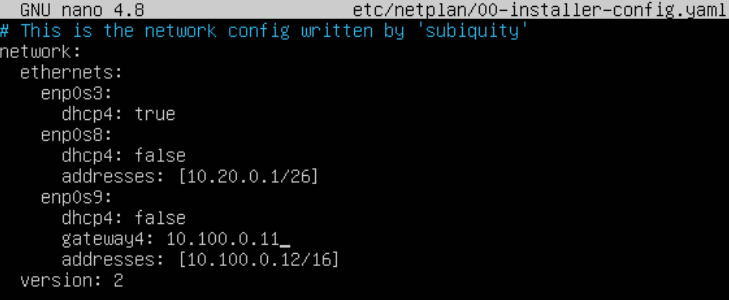 GNU nano 4.8 etc/netplan/00-installer-config.yaml
# This is the network config written by 'subiquity'
network:
  ethernets:
    enp0s3:
      dhcp4: true
    enp0s8:
      dhcp4: false
      addresses: [10.20.0.1/26]
    enp0s9:
      dhcp4: false
      gateway4: 10.100.0.11_
      addresses: [10.100.0.12/16]
  version: 2